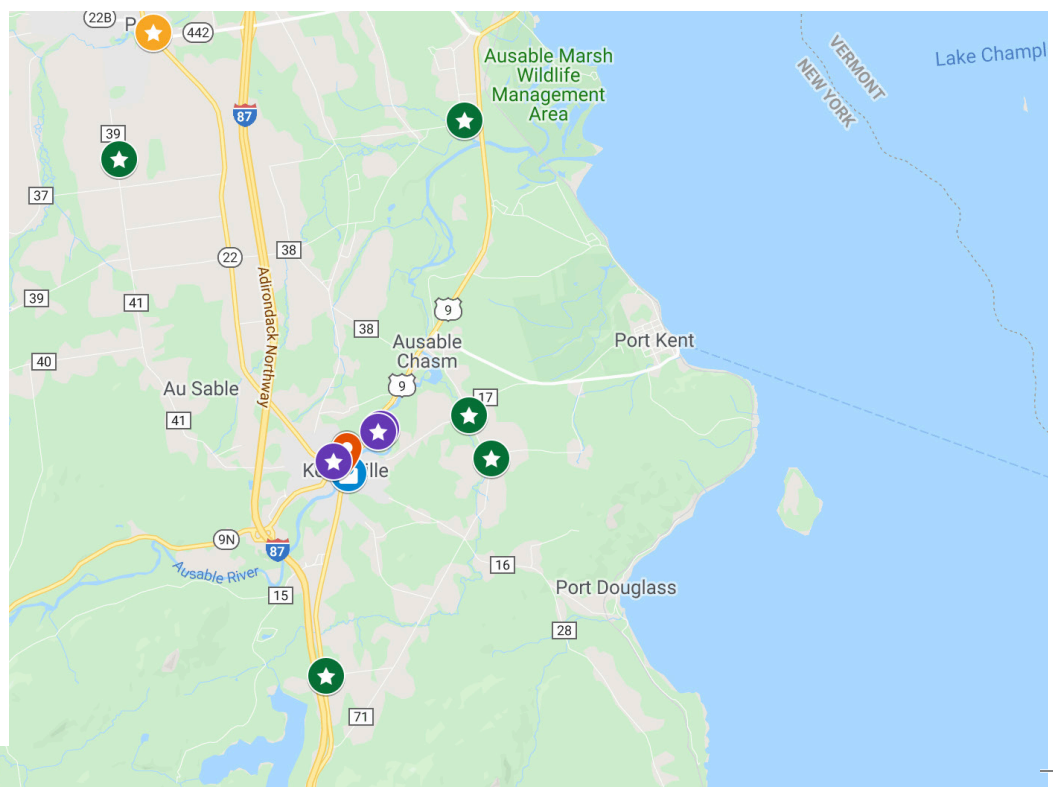 22B
P
442
Ausable Marsh
Wildlife
Management
Area
VERMONT
NEW YORK
Lake Champl
87
39
37
22
38
Adirondack Northway
39
41
9
38
Ausable
Chasm
Port Kent
40
Au Sable
9
17
41
Ke ille
9N
87
Ausable River
16
15
Port Douglass
28
71